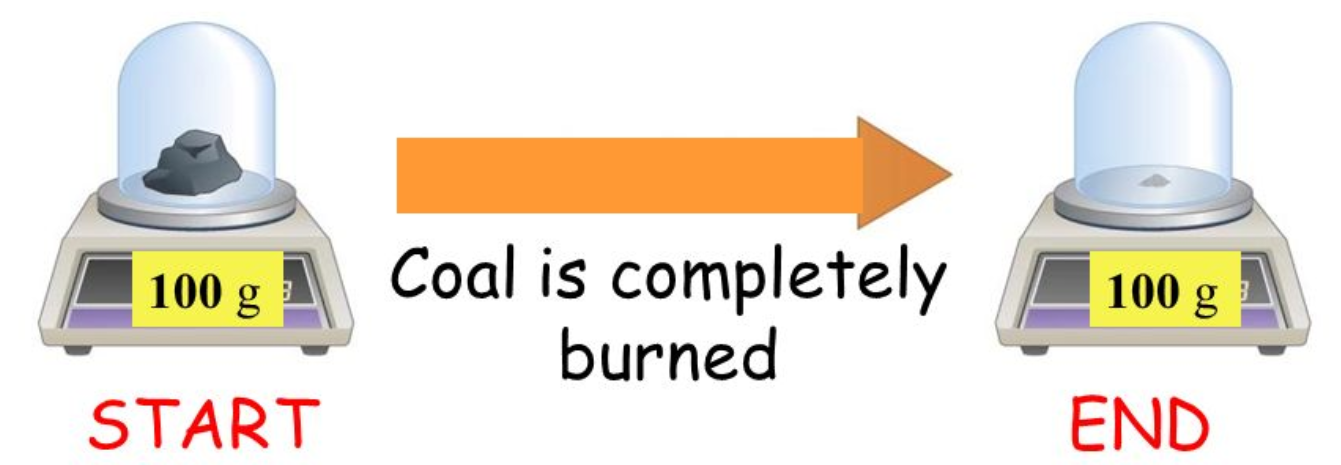 100 g
100 g
Coal is completely
burned
START
END